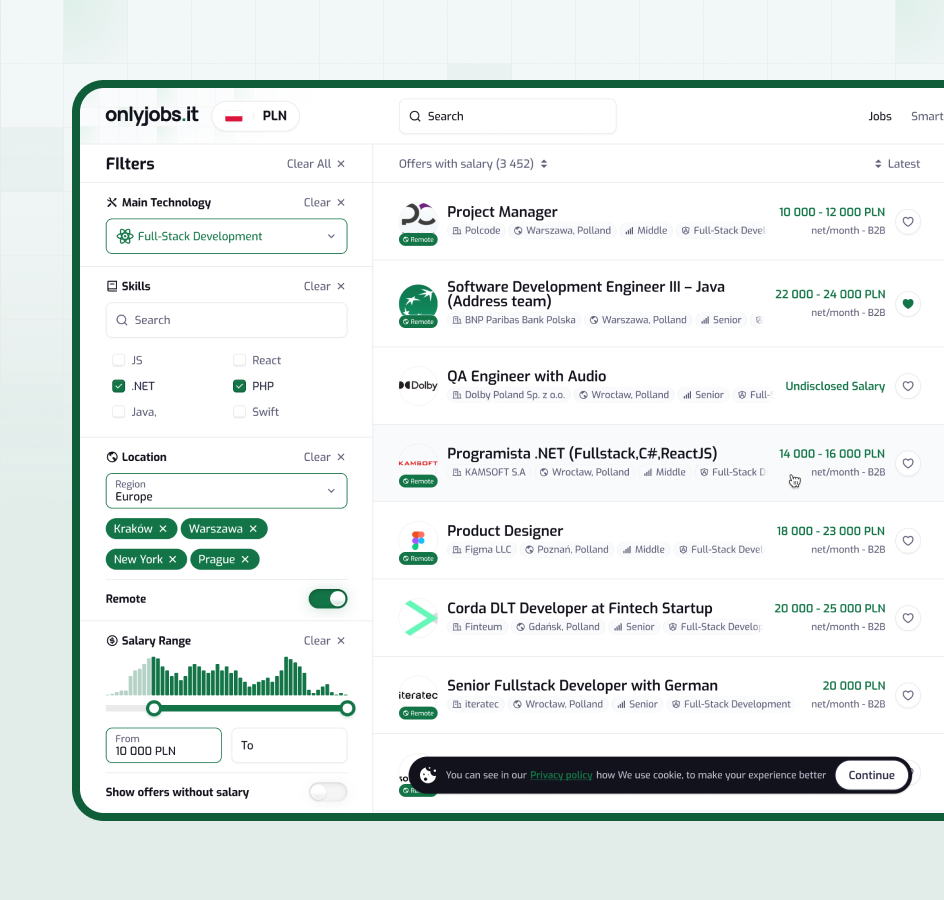 onlyjobs.it
PLN
Search
Jobs
Smart
FIlters
Clear All
Main Technology
Clear
Full-Stack Development
Skills
Clear
Search
JS
React
.NET
PHP
Java,
Swift
Location
Clear
Region
Europe
Kraków
Warszawa
New York
Prague
Remote
Salary Range
Clear
From
10 000 PLN
To
Show offers without salary
Offers with salary (3 452)
Latest
Project Manager
Remote
Polcode
Warszawa, Polland
Middle
Full-Stack Devel
10 000 - 12 000 PLN
net/month - B2B
Software Development Engineer III – Java
(Address team)
Remote
BNP Paribas Bank Polska
Warszawa, Polland
Senior
22 000 - 24 000 PLN
net/month - B2B
Dolby
QA Engineer with Audio
Dolby Poland Sp. z o.o.
Wrocław, Polland
Senior
Full-
Undisclosed Salary
KAMSOFT
Remote
Programista .NET (Fullstack,C#,ReactJS)
KAMSOFT S.A
Wrocław, Polland
Middle
Full-Stack D
14 000 - 16 000 PLN
net/month - B2B
Product Designer
Remote
Figma LLC
Poznań, Polland
Middle
Full-Stack Devel
18 000 - 23 000 PLN
net/month - B2B
Corda DLT Developer at Fintech Startup
Finteum
Gdańsk, Polland
Senior
Full-Stack Develop
20 000 - 25 000 PLN
net/month - B2B
iteratec
Remote
Senior Fullstack Developer with German
iteratec
Wrocław, Polland
Senior
Full-Stack Development
20 000 PLN
net/month - B2B
You can see in our Privacy policy how We use cookie, to make your experience better
Continue